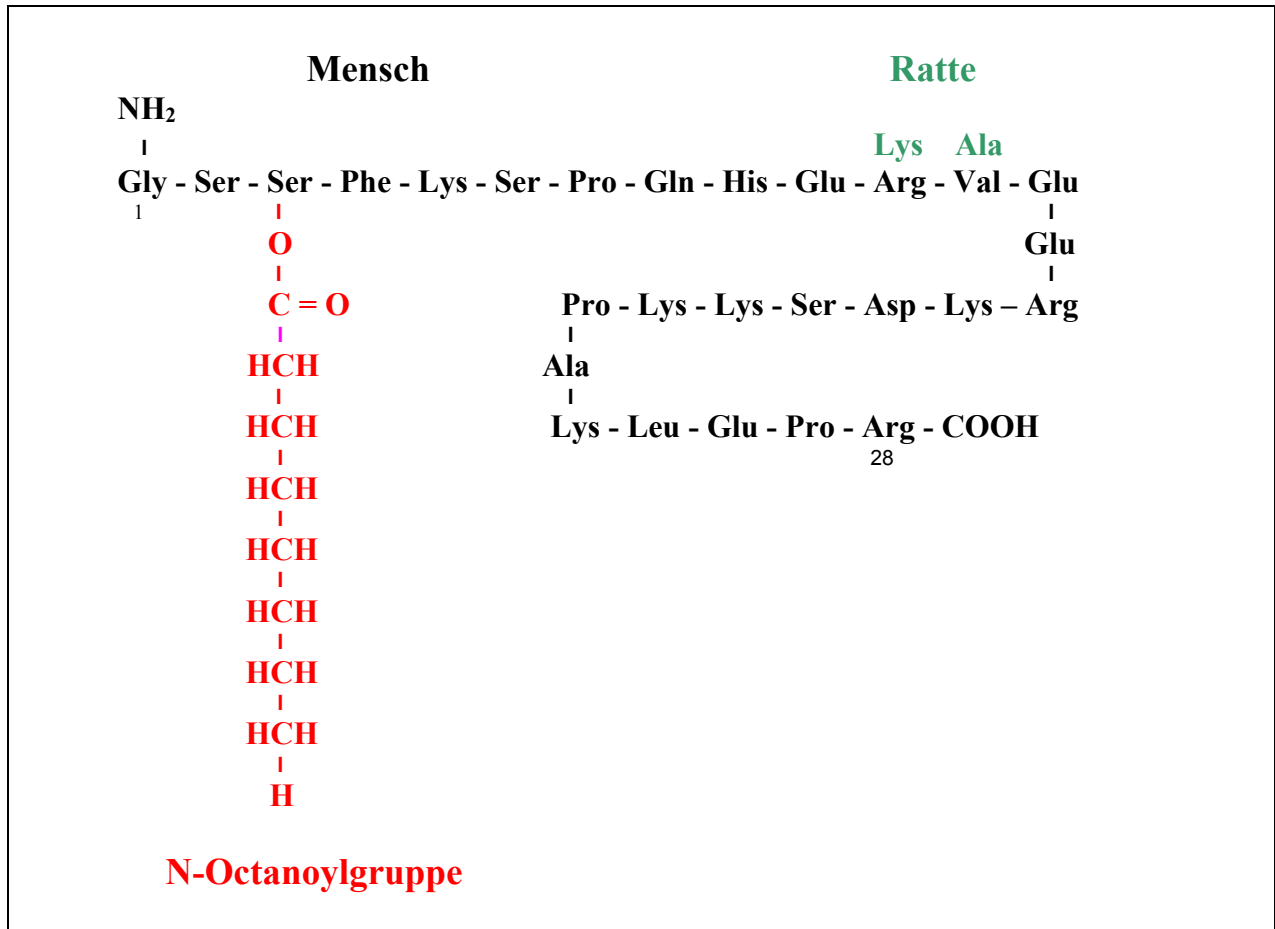 Mensch Ratte
NH₂
I
Lys Ala
Gly - Ser - Ser - Phe - Lys - Ser - Pro - Gln - His - Glu - Arg - Val - Glu
1 I I
O Glu
I I
C = O Pro - Lys - Lys - Ser - Asp - Lys – Arg
I I
HCH Ala
I I
HCH Lys - Leu - Glu - Pro - Arg - COOH
I 28
HCH
I
HCH
I
HCH
I
HCH
I
HCH
I
H
N-Octanoylgruppe